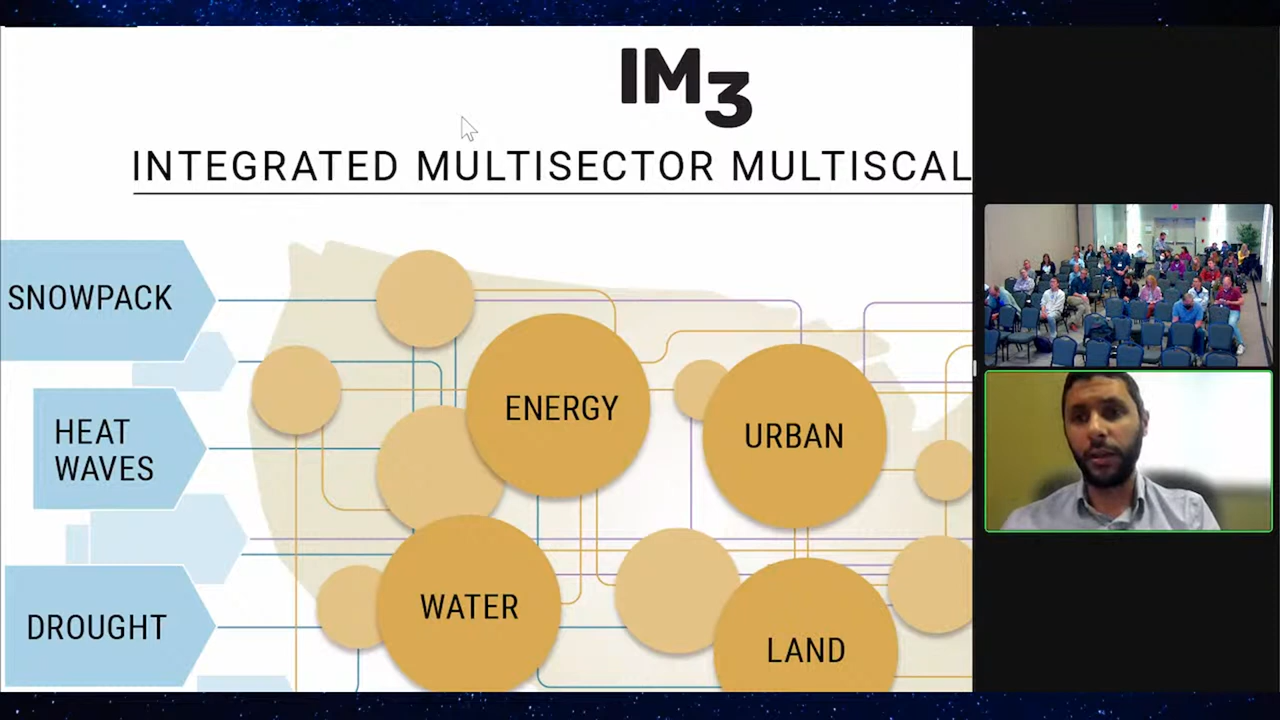 IM3
INTEGRATED MULTISECTOR MULTISCAL
SNOWPACK
HEAT
WAVES
DROUGHT
ENERGY
URBAN
WATER
LAND